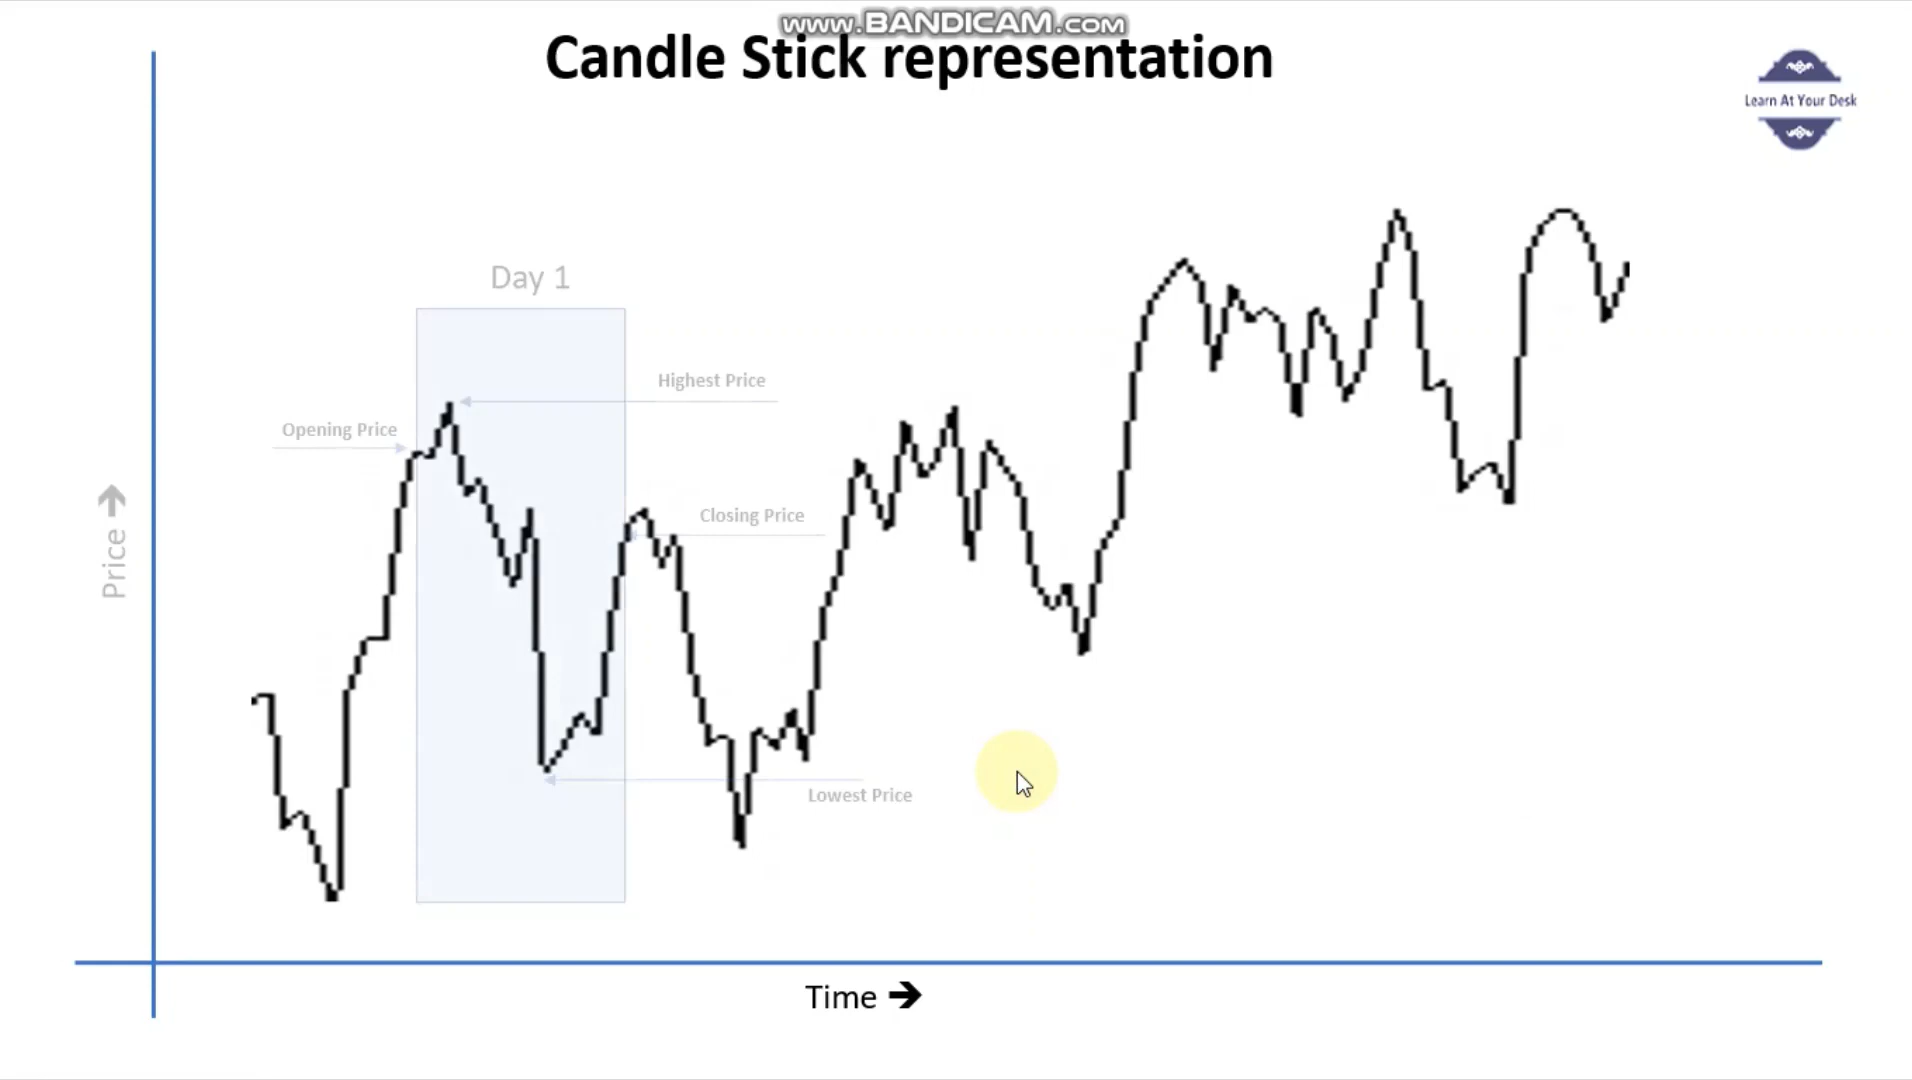 www.BANDICAM.com
Candle Stick representation
Learn At Your Desk
Day 1
Highest Price
Opening Price
Closing Price
Price →
Lowest Price
Time →